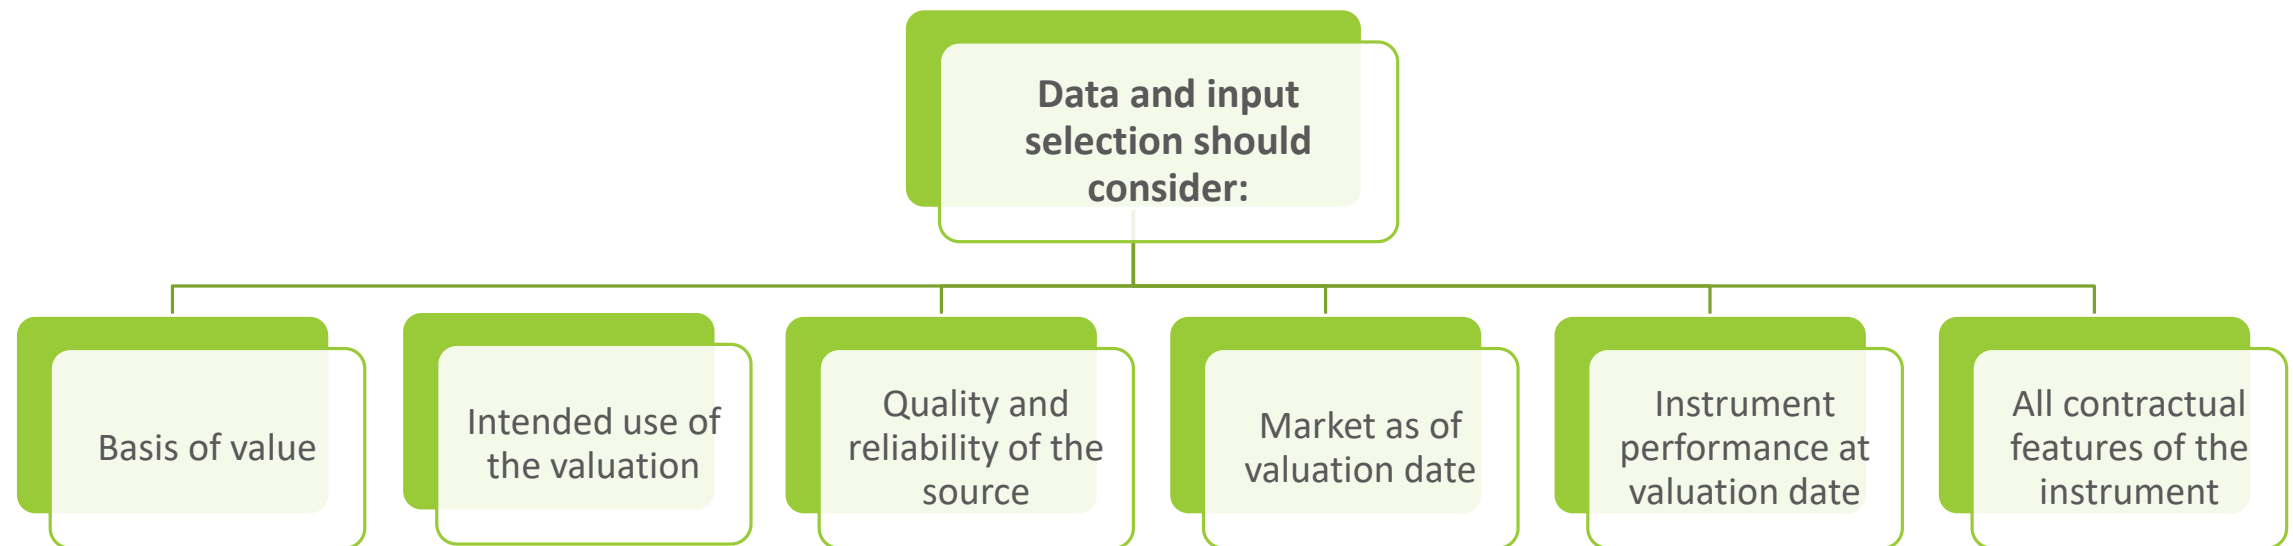 Data and input
selection should
consider:
Basis of value
Intended use of
the valuation
Quality and
reliability of the
source
Market as of
valuation date
Instrument
performance at
valuation date
All contractual
features of the
instrument